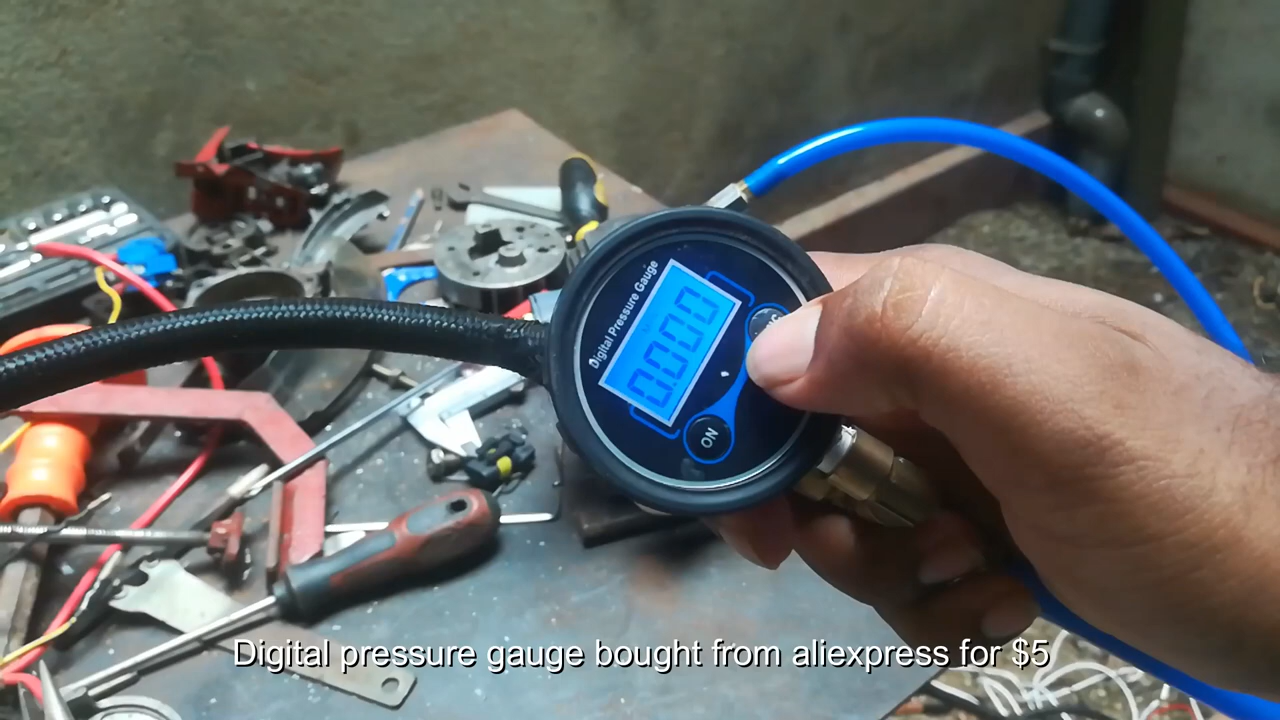 Digital Pressure Gauge
0.000
ON
Digital pressure gauge bought from aliexpress for $5